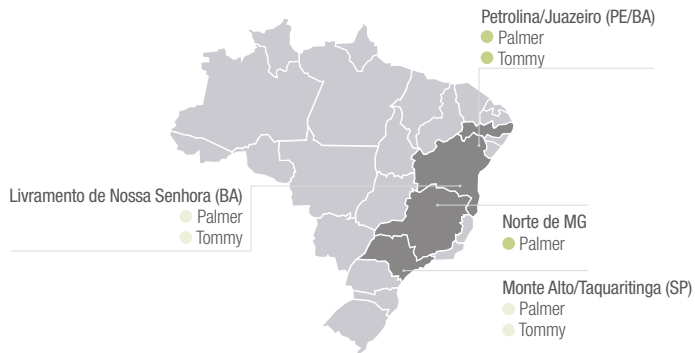 Petrolina/Juazeiro (PE/BA)
Palmer
Tommy
Livramento de Nossa Senhora (BA)
Palmer
Tommy
Norte de MG
Palmer
Monte Alto/Taquaritinga (SP)
Palmer
Tommy